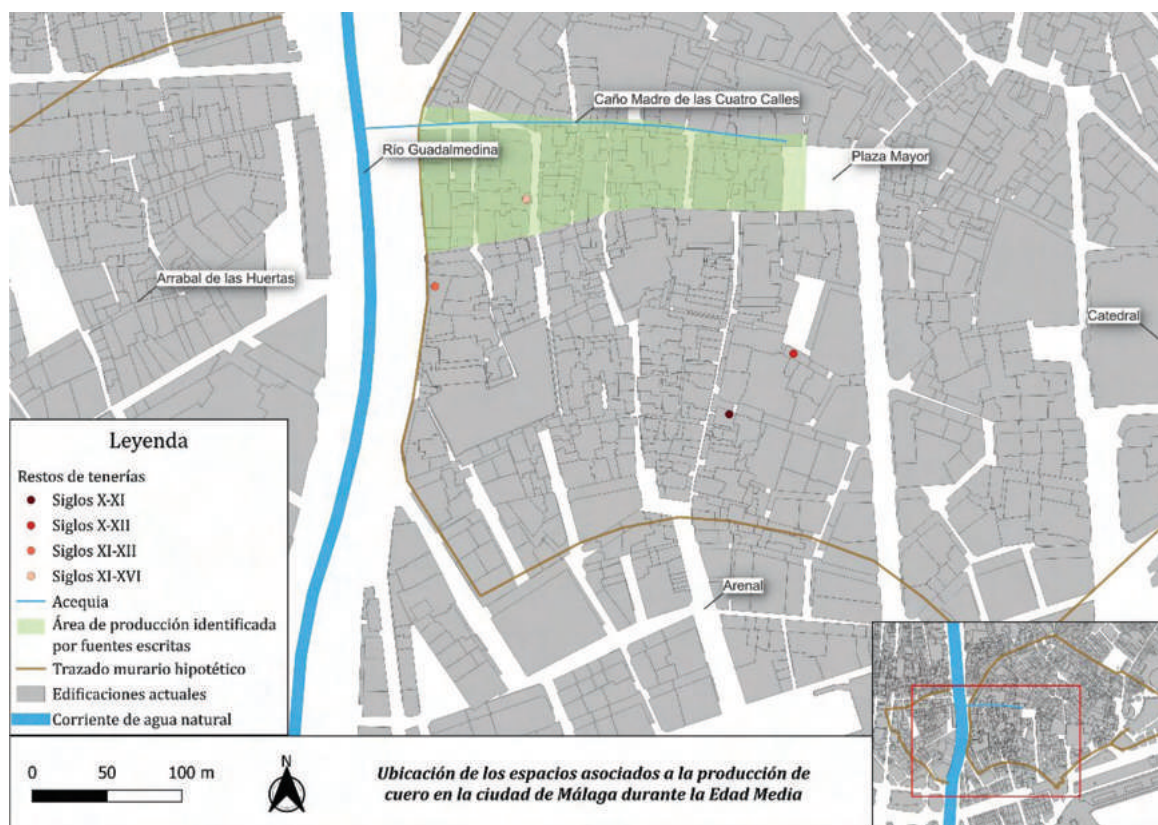 Caño Madre de las Cuatro Calles
Río Guadalmedina
Plaza Mayor
Arrabal de las Huertas
Catedral
Arenal
Leyenda
Restos de tenerías
Siglos X-XI
Siglos X-XII
Siglos XI-XII
Siglos XI-XVI
Acequia
Área de producción identificada
por fuentes escritas
Trazado murario hipotético
Edificaciones actuales
Corriente de agua natural
0 50 100 m
N
Ubicación de los espacios asociados a la producción de
cuero en la ciudad de Málaga durante la Edad Media